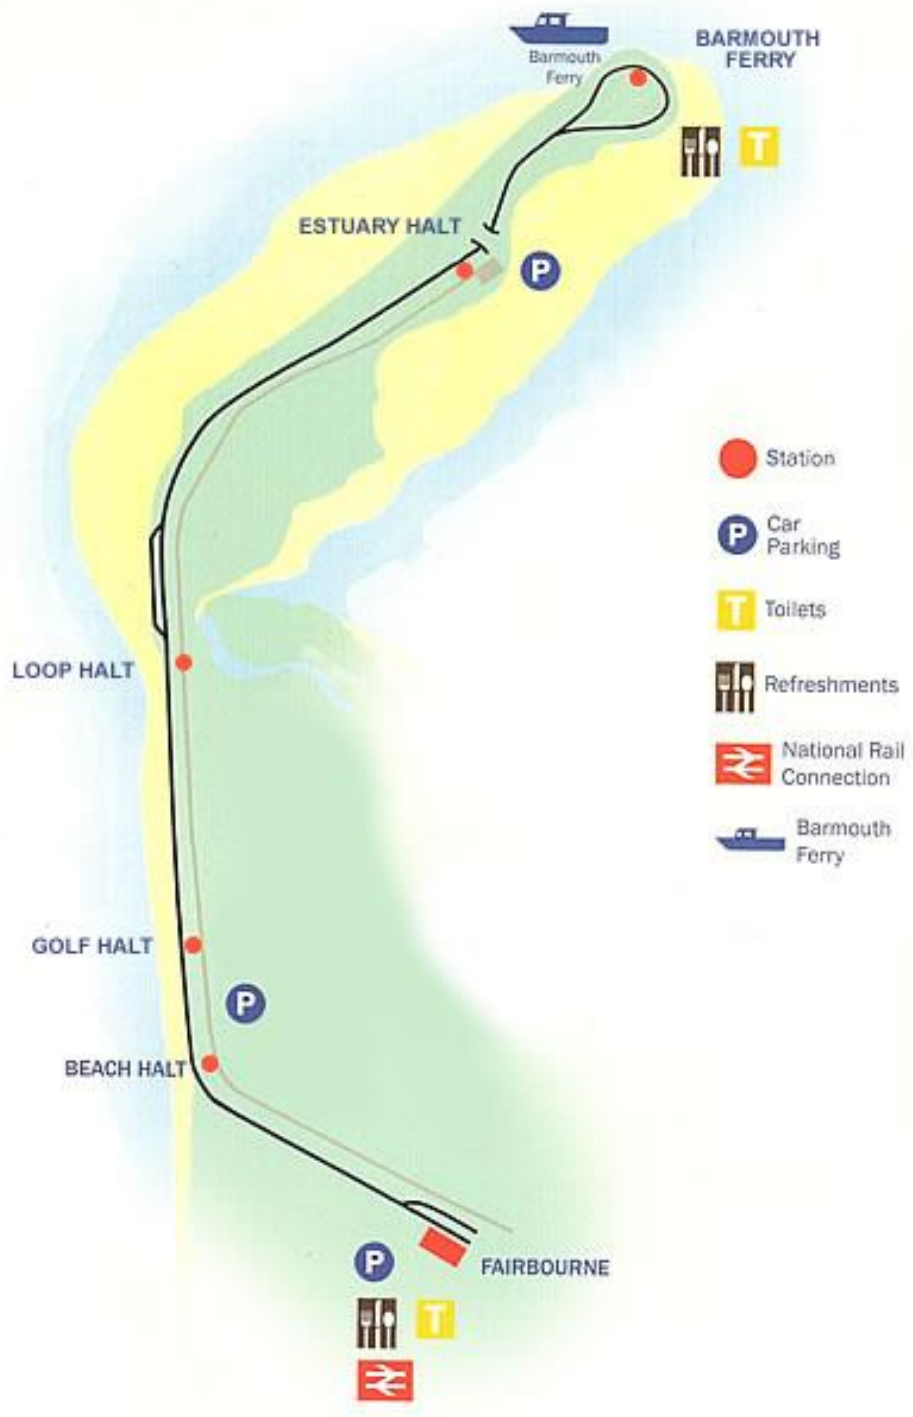 Barmouth
Ferry
BARMOUTH
FERRY
T
ESTUARY HALT
P
Station
P
Car
Parking
T
Toilets
LOOP HALT
Refreshments
National Rail
Connection
Barmouth
Ferry
GOLF HALT
P
BEACH HALT
P
FAIRBOURNE
T